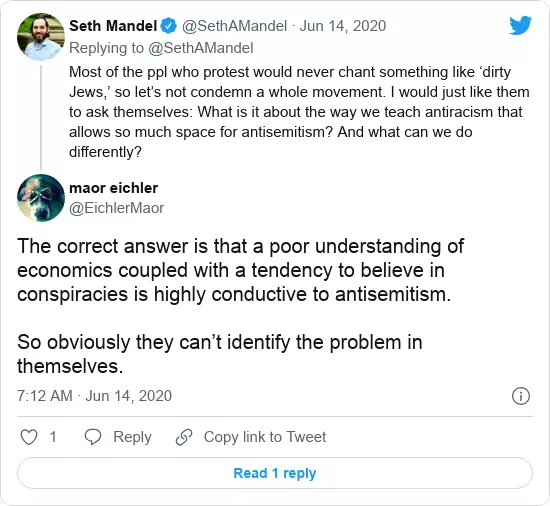 Seth Mandel @SethAMandel · Jun 14, 2020
Replying to @SethAMandel
Most of the ppl who protest would never chant something like ‘dirty
Jews,’ so let’s not condemn a whole movement. I would just like them
to ask themselves: What is it about the way we teach antiracism that
allows so much space for antisemitism? And what can we do
differently?
maor eichler
@EichlerMaor
The correct answer is that a poor understanding of
economics coupled with a tendency to believe in
conspiracies is highly conductive to antisemitism.
So obviously they can’t identify the problem in
themselves.
7:12 AM · Jun 14, 2020
1 Reply Copy link to Tweet
Read 1 reply